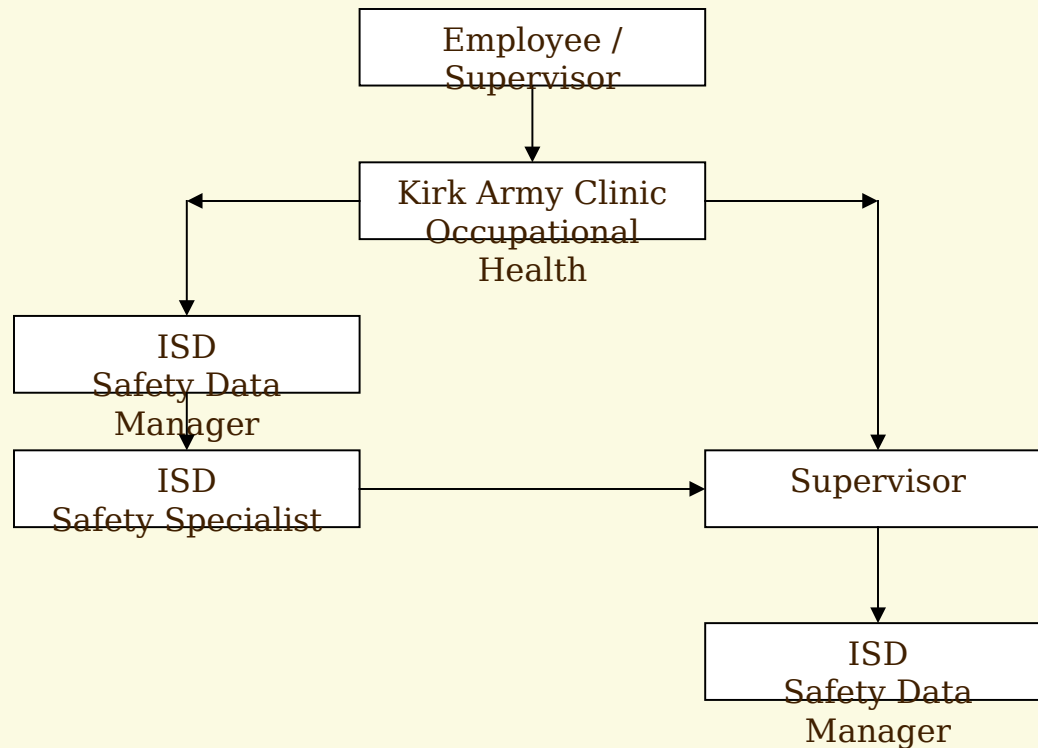 Employee /
Supervisor
Kirk Army Clinic
Occupational
Health
ISD
Safety Data
Manager
ISD
Safety Specialist
Supervisor
ISD
Safety Data
Manager